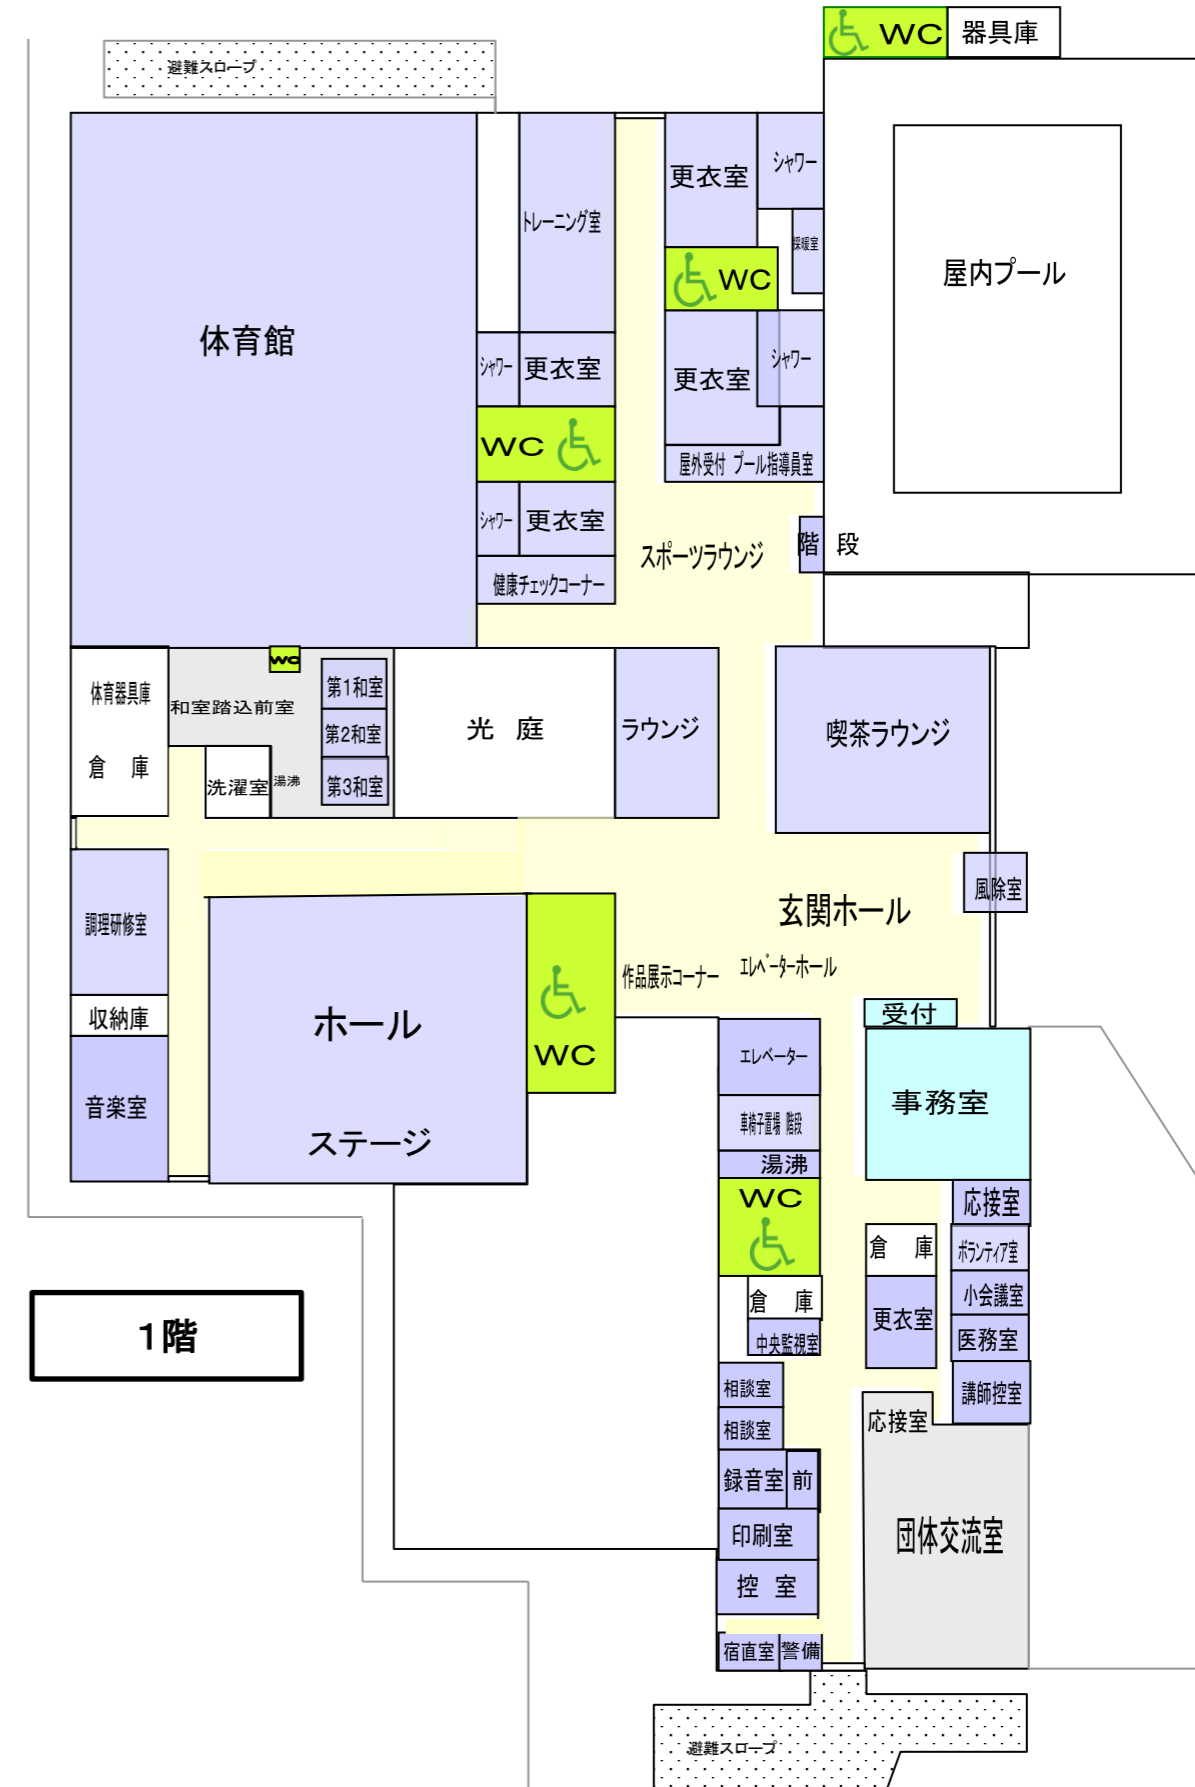 WC 器具庫
避難スロープ
更衣室
シャワー
トレーニング室
採暖室
WC
屋内プール
体育館
シャワー
更衣室
更衣室
シャワー
WC
屋外受付 プール指導員室
シャワー
更衣室
スポーツラウンジ
階 段
健康チェックコーナー
WC
体育器具庫
倉 庫
和室踏込前室
第1和室
第2和室
第3和室
洗濯室
湯沸
光 庭
ラウンジ
喫茶ラウンジ
風除室
玄関ホール
調理研修室
作品展示コーナー
エレベーターホール
収納庫
ホール
WC
受付
エレベーター
事務室
音楽室
ステージ
車椅子置場 階段
湯沸
WC
応接室
倉 庫
ボランティア室
倉 庫
小会議室
更衣室
中央監視室
医務室
1階
相談室
講師控室
相談室
応接室
録音室
前
印刷室
団体交流室
控 室
宿直室
警備
避難スロープ